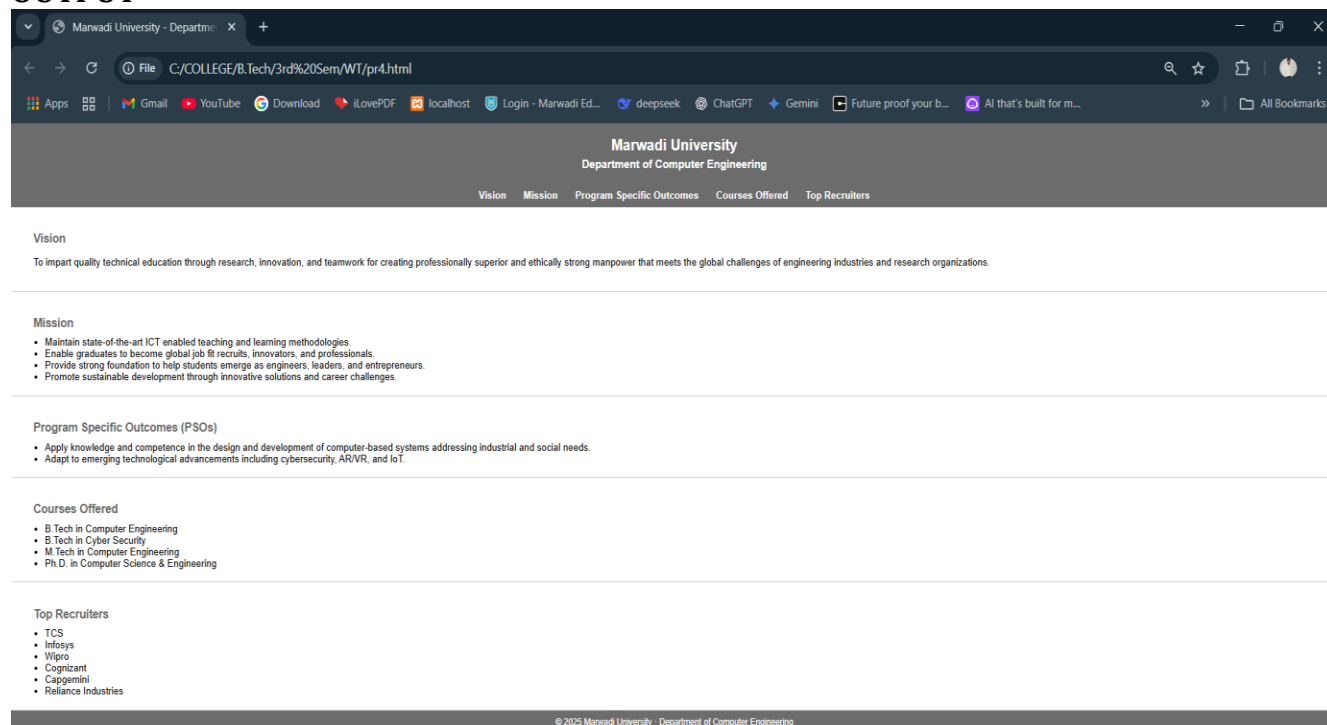 OUTPUT
Marwadi University - Departme
File C:/COLLEGE/B.Tech/3rd%20Sem/WT/pr4.html
Apps Gmail YouTube Download iLovePDF localhost Login - Marwadi Ed... deepseek ChatGPT Gemini Future proof your b... AI that's built for m... » All Bookmarks
Marwadi University
Department of Computer Engineering
Vision Mission Program Specific Outcomes Courses Offered Top Recruiters
Vision
To impart quality technical education through research, innovation, and teamwork for creating professionally superior and ethically strong manpower that meets the global challenges of engineering industries and research organizations.
Mission
• Maintain state-of-the-art ICT enabled teaching and learning methodologies.
• Enable graduates to become global job fit recruits, innovators, and professionals.
• Provide strong foundation to help students emerge as engineers, leaders, and entrepreneurs.
• Promote sustainable development through innovative solutions and career challenges.
Program Specific Outcomes (PSOs)
• Apply knowledge and competence in the design and development of computer-based systems addressing industrial and social needs.
• Adapt to emerging technological advancements including cybersecurity, AR/VR, and IoT.
Courses Offered
• B.Tech in Computer Engineering
• B.Tech in Cyber Security
• M.Tech in Computer Engineering
• Ph.D. in Computer Science & Engineering
Top Recruiters
• TCS
• Infosys
• Wipro
• Cognizant
• Capgemini
• Reliance Industries
© 2025 Marwadi University - Department of Computer Engineering